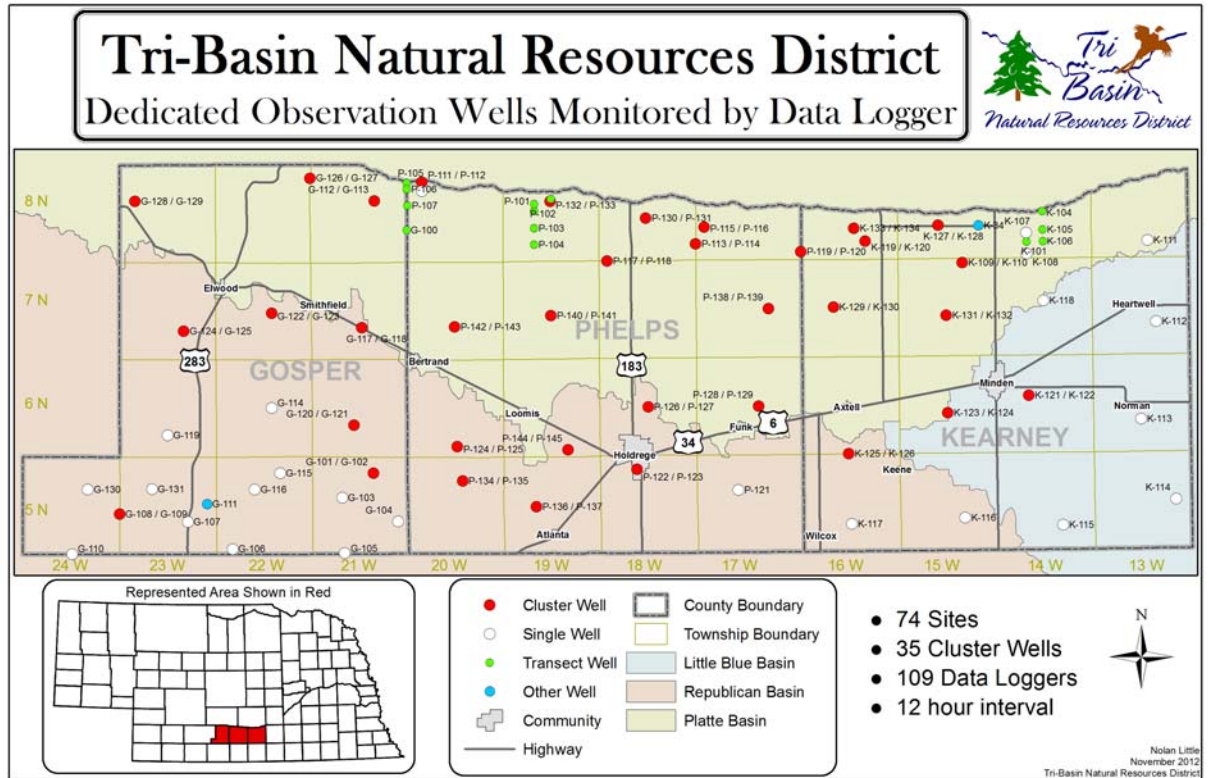 Tri-Basin Natural Resources District
Dedicated Observation Wells Monitored by Data Logger
Tri
Basin
Natural Resources District
8 N
7 N
6 N
5 N
G-126 / G-127
G-112 / G-113
P-105
P-111 / P-112
P-106
P-107
G-100
G-128 / G-129
P-101
P-132 / P-133
P-102
P-103
P-104
P-130 / P-131
P-115 / P-116
P-113 / P-114
P-117 / P-118
P-119 / P-120
K-133 / K-134
K-119 / K-120
K-127 / K-128
K-34
K-107
K-104
K-105
K-106
K-101
K-108
K-109 / K-110
K-111
Elwood
Smithfield
G-122 / G-123
G-124 / G-125
G-117 / G-118
P-142 / P-143
P-140 / P-141
P-138 / P-139
K-129 / K-130
K-131 / K-132
K-118
Heartwell
K-112
PHELPS
283
GOSPER
Bertrand
183
G-114
G-120 / G-121
G-119
Loomis
P-126 / P-127
P-128 / P-129
Funk
6
Axtell
Minden
K-121 / K-122
K-123 / K-124
Norman
K-113
KEARNEY
P-144 / P-145
P-124 / P-125
34
Holdrege
K-125 / K-126
Keene
G-101 / G-102
G-115
G-130
G-131
G-116
G-103
P-134 / P-135
P-122 / P-123
P-121
K-114
G-111
G-108 / G-109
G-107
G-104
P-136 / P-137
Atlanta
Wilcox
K-117
K-116
K-115
G-110
G-106
G-105
24 W
23 W
22 W
21 W
20 W
19 W
18 W
17 W
16 W
15 W
14 W
13 W
Represented Area Shown in Red
Cluster Well
Single Well
Transect Well
Other Well
Community
Highway
County Boundary
Township Boundary
Little Blue Basin
Republican Basin
Platte Basin
● 74 Sites
● 35 Cluster Wells
● 109 Data Loggers
● 12 hour interval
N
Nolan Little
November 2012
Tri-Basin Natural Resources District